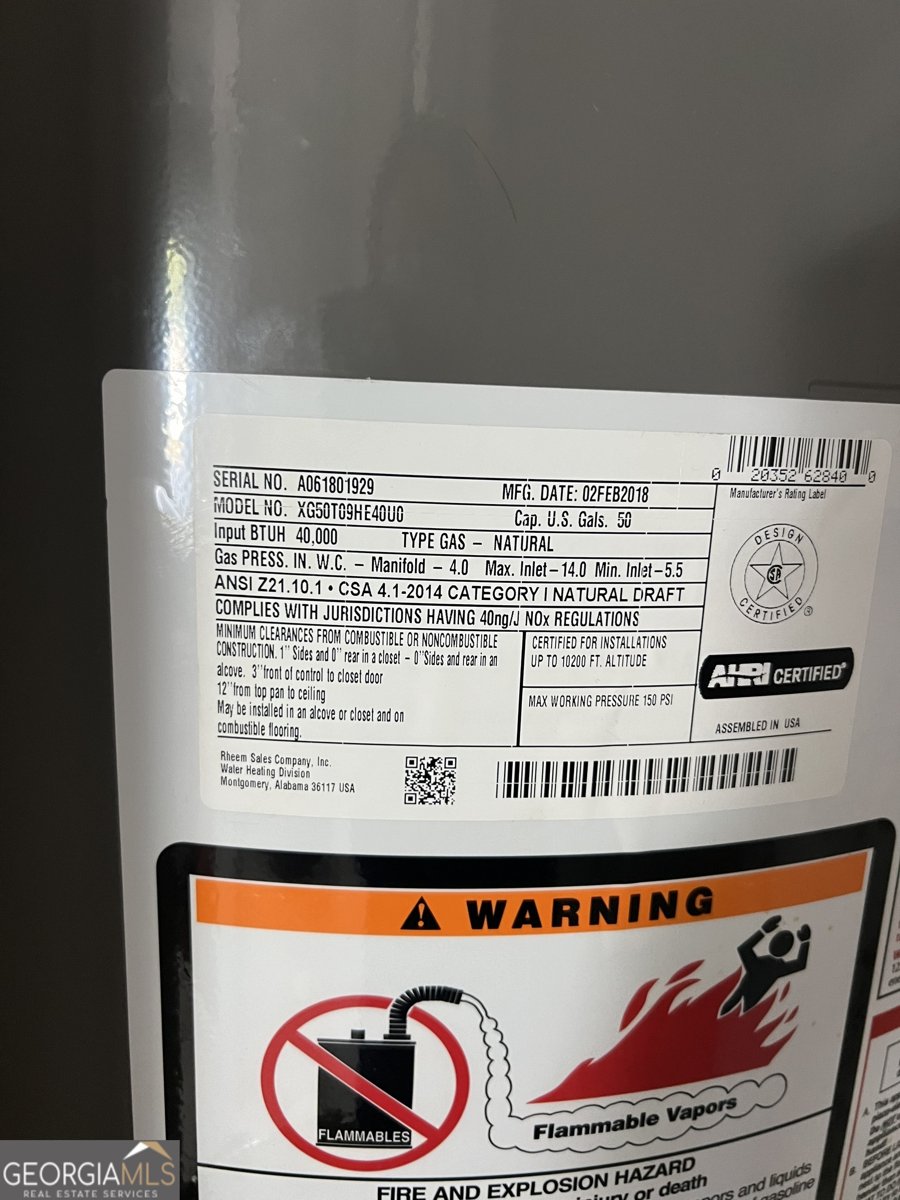 SERIAL NO. A061801929
MFG. DATE: 02FEB2018
MODEL NO. XG50T09HE40U0
Cap. U.S. Gals. 50
Input BTUH 40,000 TYPE GAS – NATURAL
Gas PRESS. IN. W.C. – Manifold – 4.0 Max. Inlet–14.0 Min. Inlet–5.5
ANSI Z21.10.1 • CSA 4.1-2014 CATEGORY I NATURAL DRAFT
COMPLIES WITH JURISDICTIONS HAVING 40ng/J NOx REGULATIONS
MINIMUM CLEARANCES FROM COMBUSTIBLE OR NONCOMBUSTIBLE
CONSTRUCTION. 1" Sides and 0" rear in a closet – 0"Sides and rear in an
alcove. 3"front of control to closet door
12"from top pan to ceiling
May be installed in an alcove or closet and on
combustible flooring.
CERTIFIED FOR INSTALLATIONS
UP TO 10200 FT. ALTITUDE
MAX WORKING PRESSURE 150 PSI
0 20352 62840 0
Manufacturer's Rating Label
DESIGN
CERTIFIED
AHRI CERTIFIED®
ASSEMBLED IN USA
Rheem Sales Company, Inc.
Water Heating Division
Montgomery, Alabama 36117 USA
WARNING
FLAMMABLES
Flammable Vapors
FIRE AND EXPLOSION HAZARD
or death
and liquids
GEORGIAMLS
REAL ESTATE SERVICES